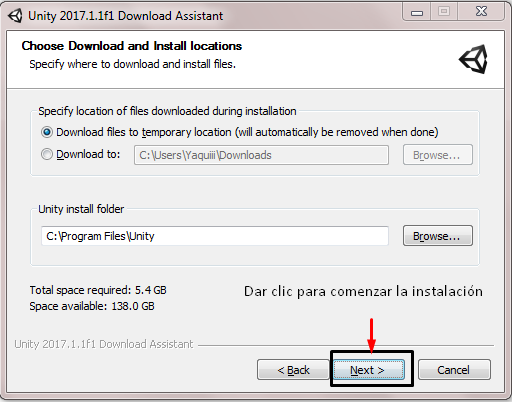 Unity 2017.1.1f1 Download Assistant
Choose Download and Install locations
Specify where to download and install files.
Specify location of files downloaded during installation
Download files to temporary location (will automatically be removed when done)
Download to: C:\Users\Yaquiii\Downloads Browse...
Unity install folder
C:\Program Files\Unity Browse...
Total space required: 5.4 GB
Space available: 138.0 GB
Dar clic para comenzar la instalación
Unity 2017.1.1f1 Download Assistant
< Back Next > Cancel